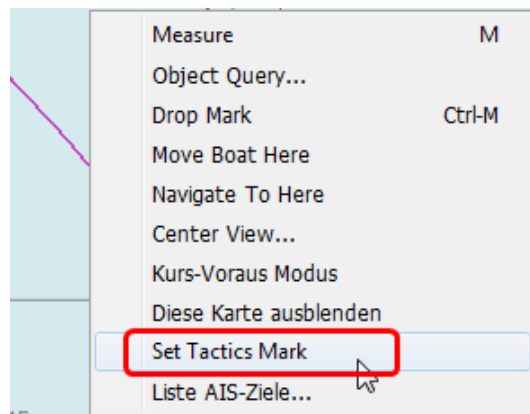 Measure M
Object Query...
Drop Mark Ctrl-M
Move Boat Here
Navigate To Here
Center View...
Kurs-Voraus Modus
Diese Karte ausblenden
Set Tactics Mark
Liste AIS-Ziele...